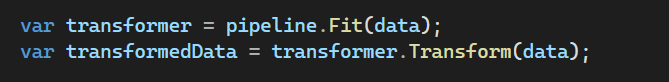 var transformer = pipeline.Fit(data);
var transformedData = transformer.Transform(data);